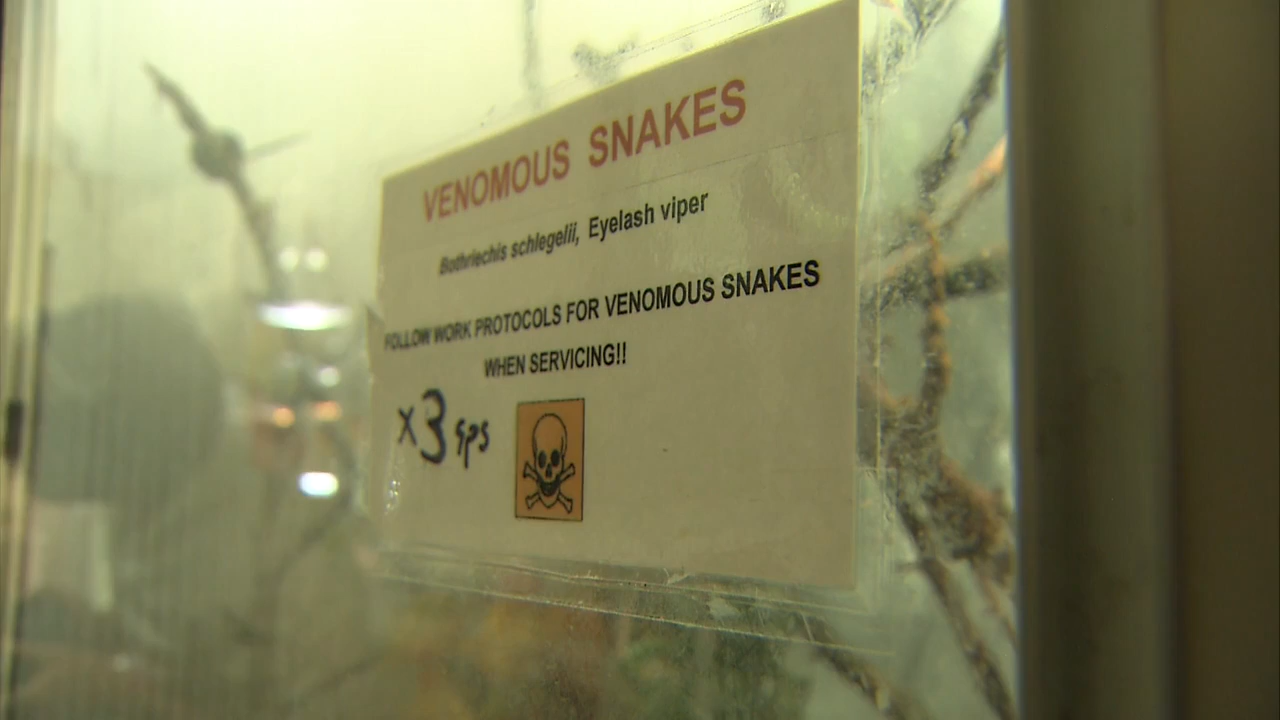 VENOMOUS SNAKES
Bothriechis schlegelii, Eyelash viper
FOLLOW WORK PROTOCOLS FOR VENOMOUS SNAKES
WHEN SERVICING!!
x3 sps